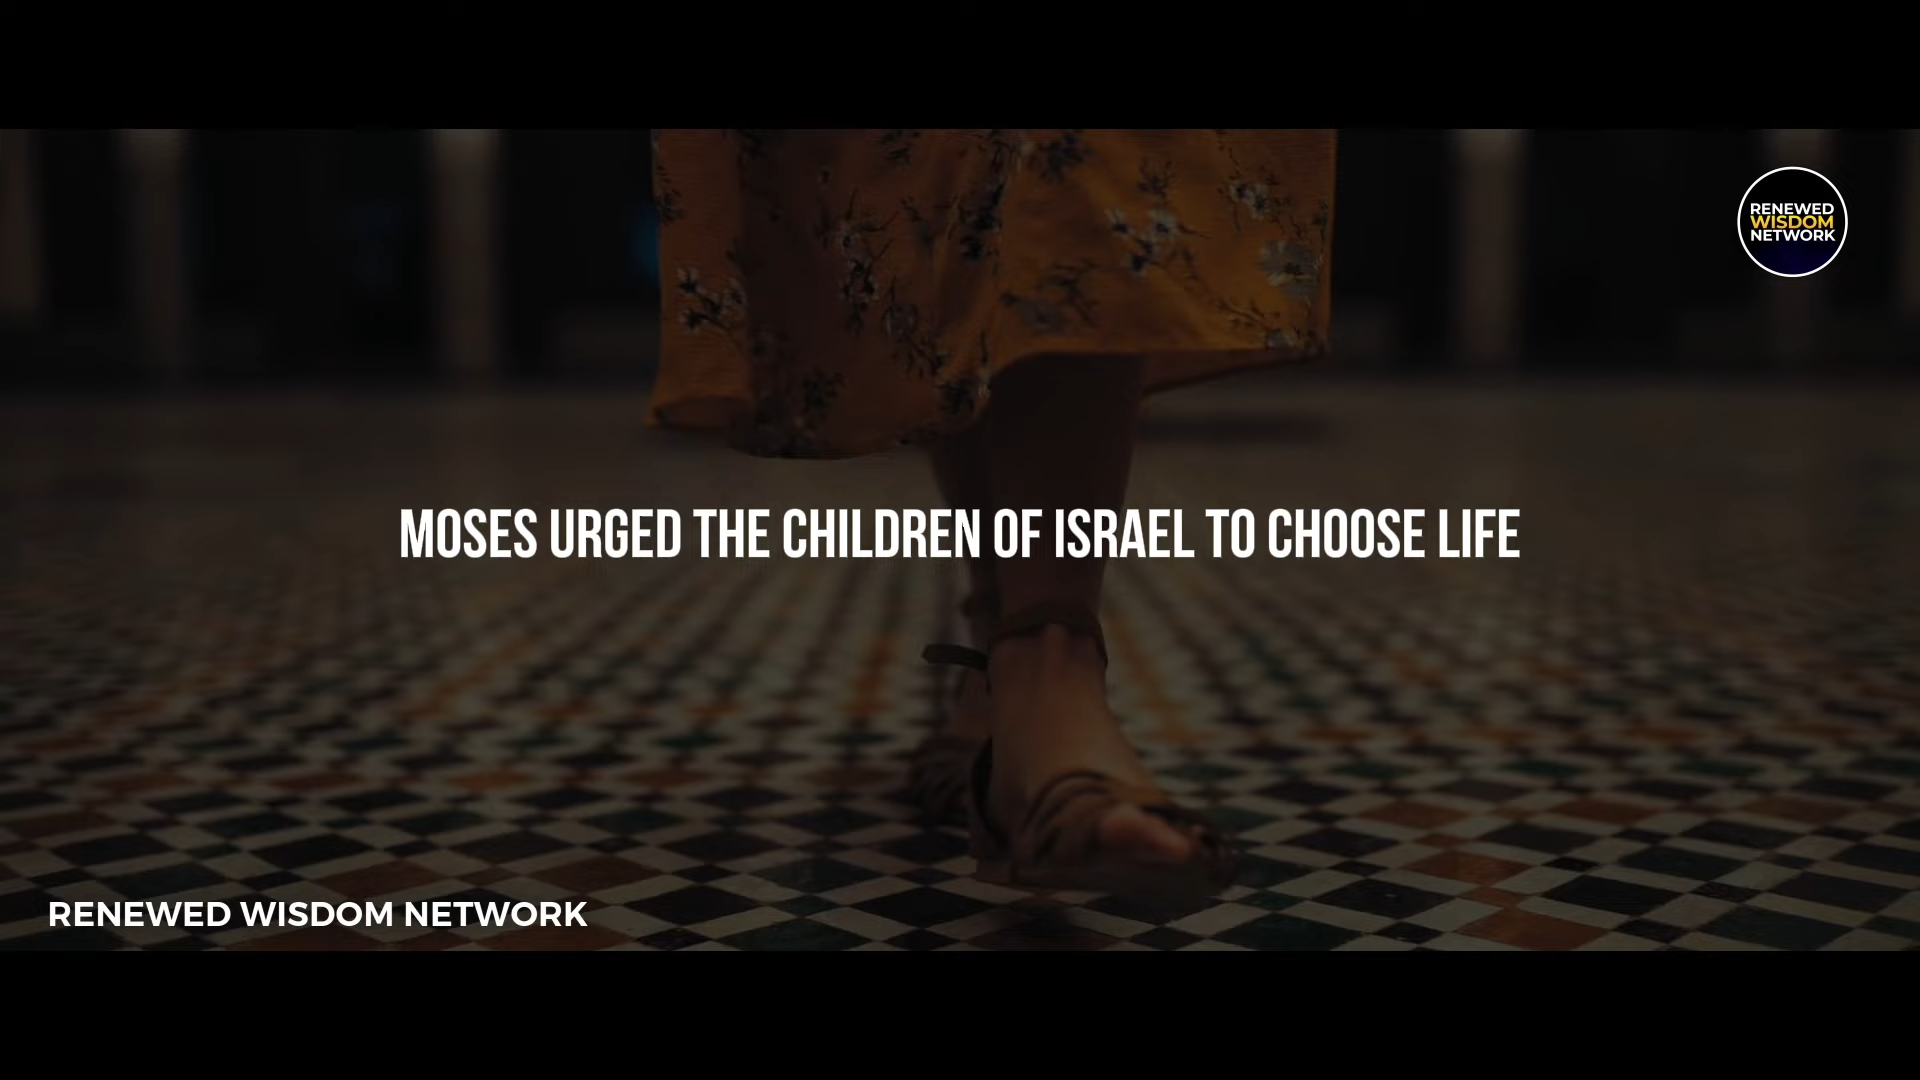 RENEWED
WISDOM
NETWORK
MOSES URGED THE CHILDREN OF ISRAEL TO CHOOSE LIFE
RENEWED WISDOM NETWORK